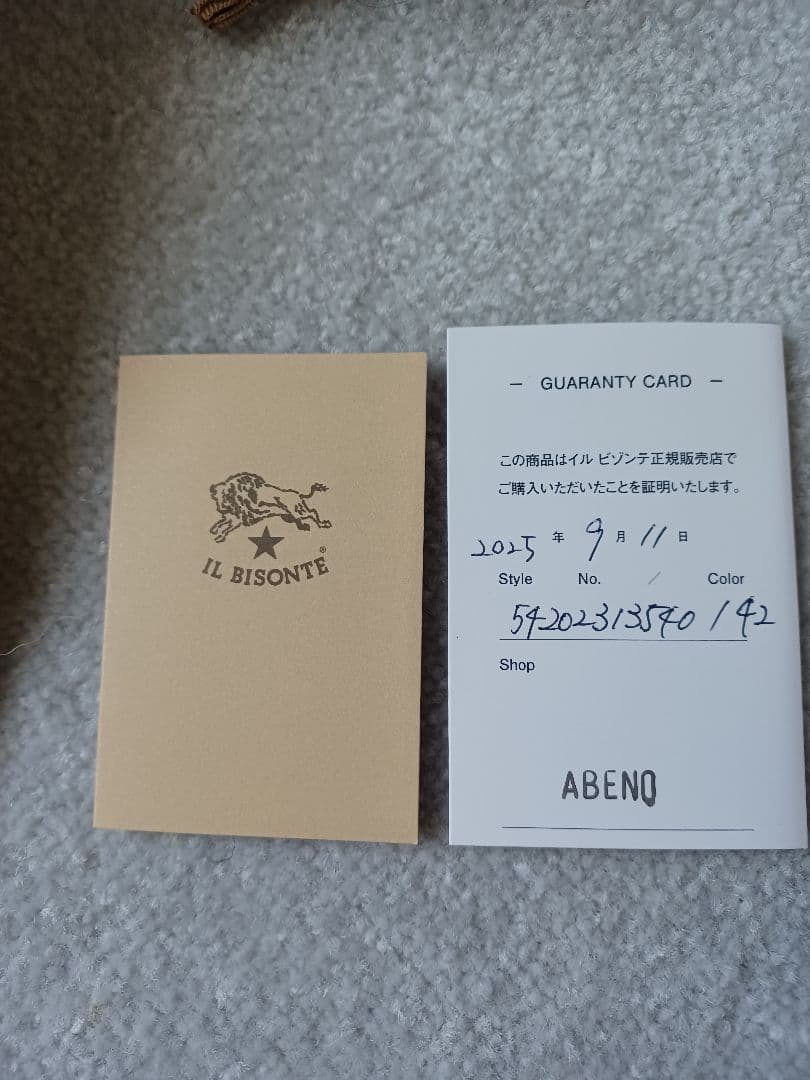 IL BISONTE®
— GUARANTY CARD —
この商品はイル ビゾンテ正規販売店で
ご購入いただいたことを証明いたします。
2025 年 9 月 11 日
Style No. / Color
54202313540 / 42
Shop
ABENO